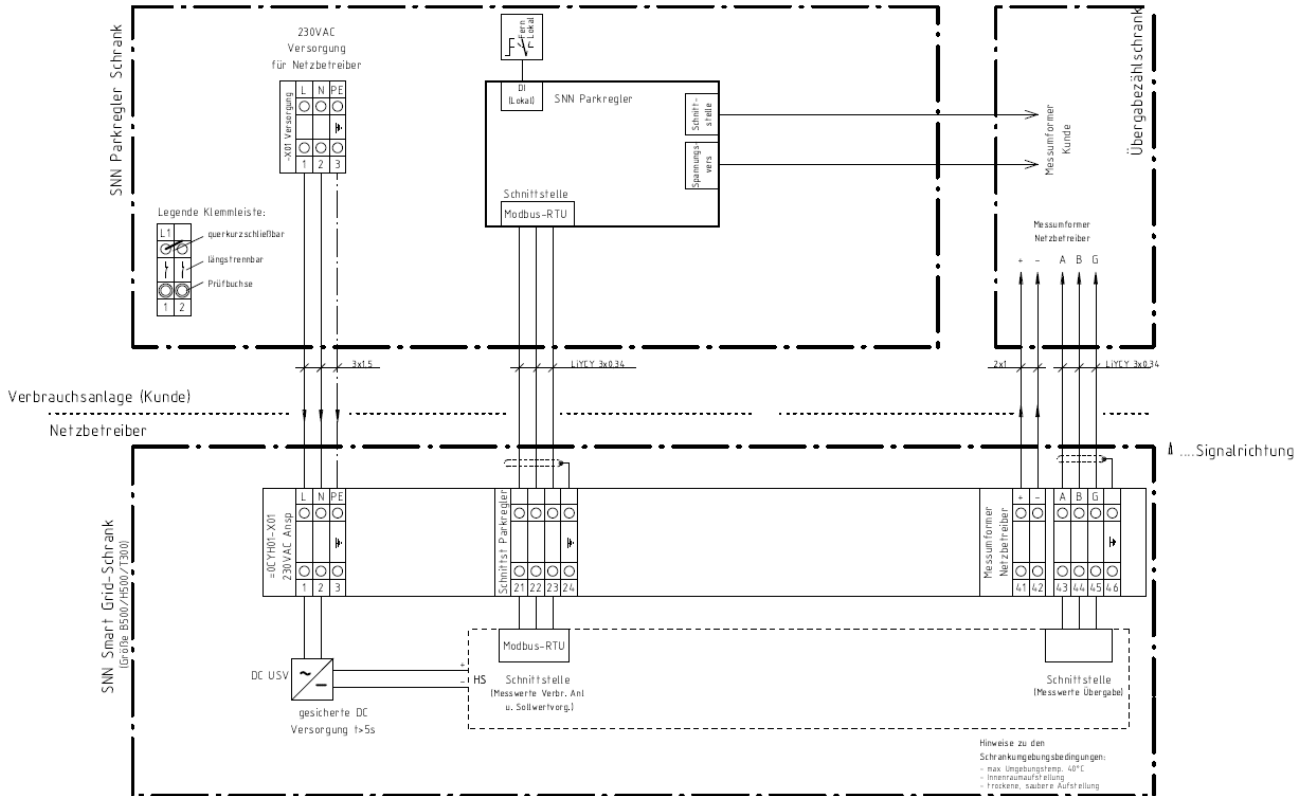 SNN Parkregler Schrank
230VAC
Versorgung
für Netzbetreiber
-X01 Versorgung
L N PE
1 2 3
Fern
Lokal
DI
(Lokal)
SNN Parkregler
Schnitt-
stelle
Spannungs-
vers
Schnittstelle
Modbus-RTU
Messumformer
Kunde
Übergabezählschrank
Legende Klemmleiste:
L1
querkurzschließbar
längstrennbar
Prüfbuchse
1 2
Messumformer
Netzbetreiber
+ - A B G
3x1.5
LiYCY 3x0.34
2x1
LiYCY 3x0.34
Verbrauchsanlage (Kunde)
Netzbetreiber
....Signalrichtung
SNN Smart Grid-Schrank
(Größe B500/H500/T300)
=0CYH01-X01
230VAC Ansp
L N PE
1 2 3
Schnittst Parkregler
21 22 23 24
Messumformer
Netzbetreiber
+ - A B G
41 42 43 44 45 46
DC USV
gesicherte DC
Versorgung t>5s
+
- HS
Modbus-RTU
Schnittstelle
(Messwerte Verbr. Anl
u. Sollwertvorg.)
Schnittstelle
(Messwerte Übergabe)
Hinweise zu den
Schrankumgebungsbedingungen:
- max Umgebungstemp. 40°C
- Innenraumaufstellung
- trockene, saubere Aufstellung